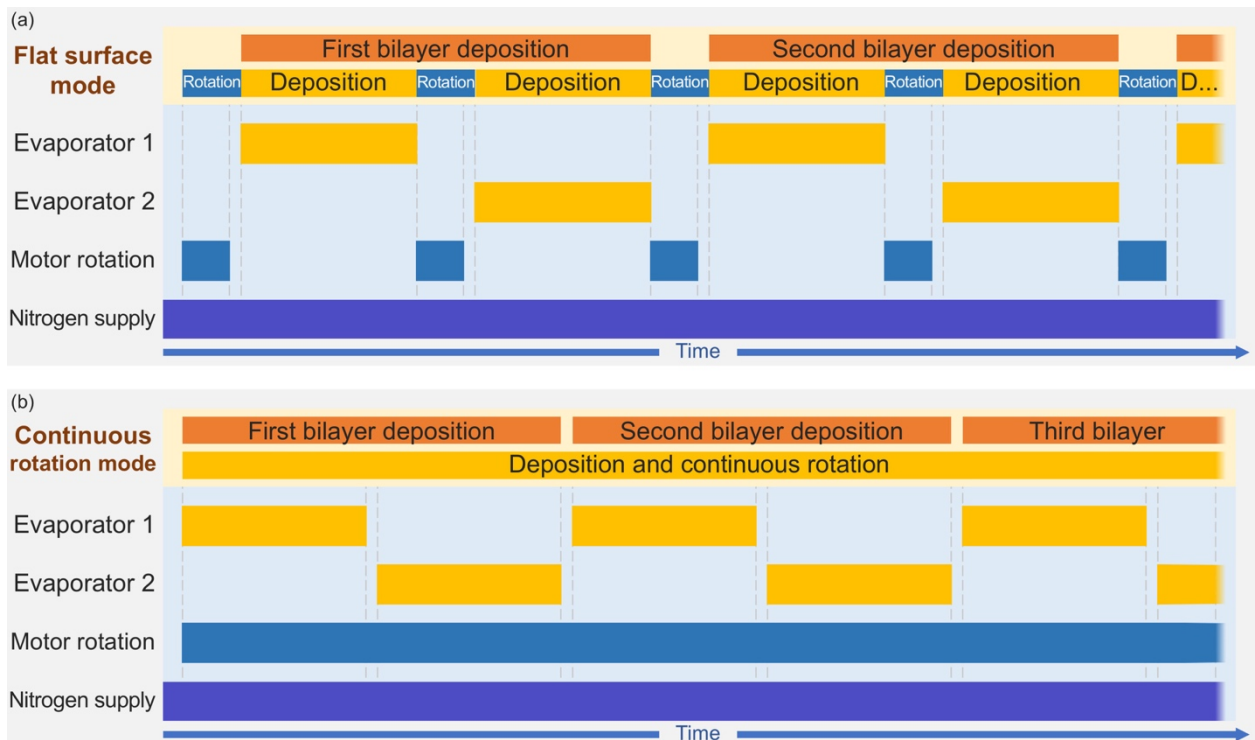 (a)
Flat surface
mode
First bilayer deposition
Second bilayer deposition
Rotation
Deposition
Rotation
Deposition
Rotation
Deposition
Rotation
Deposition
Rotation
D...
Evaporator 1
Evaporator 2
Motor rotation
Nitrogen supply
Time
(b)
Continuous
rotation mode
First bilayer deposition
Second bilayer deposition
Third bilayer
Deposition and continuous rotation
Evaporator 1
Evaporator 2
Motor rotation
Nitrogen supply
Time